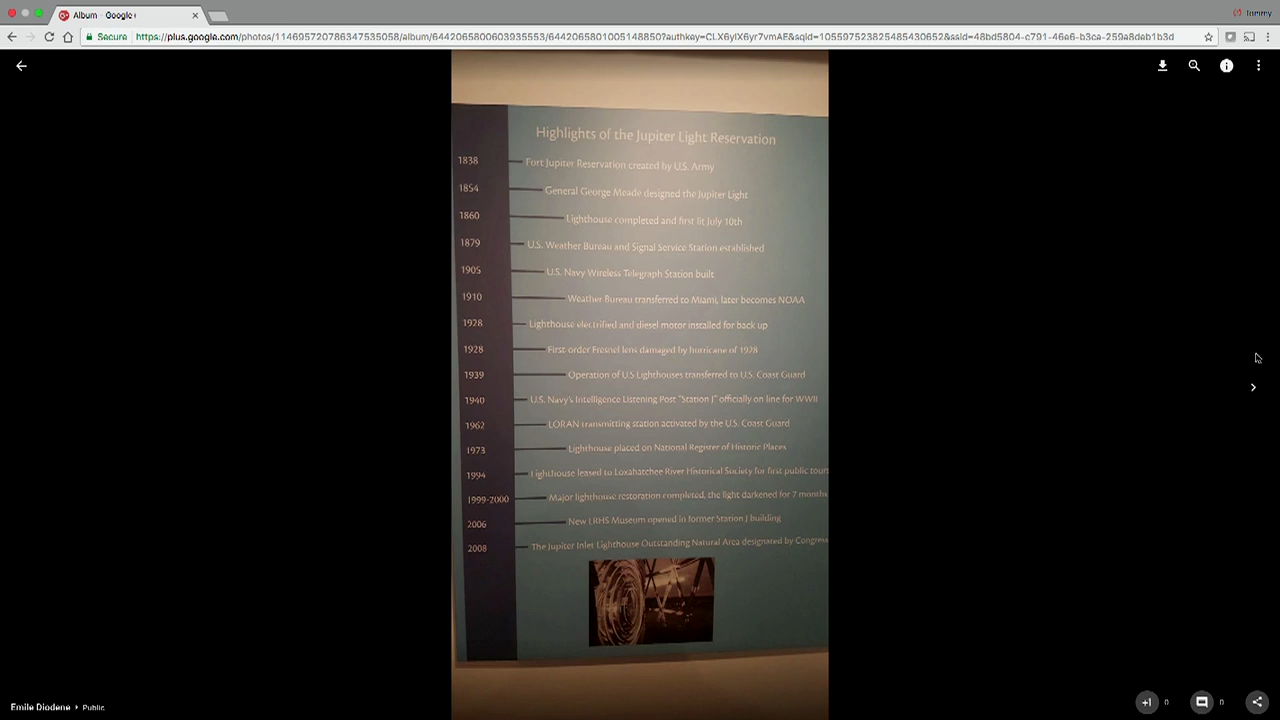 Album - Google+
Tommy
Secure
https://plus.google.com/photos/114695720786347535058/album/6442065800603935553/6442065801005148850?authkey=CLX6yIX6yr7vmAE&sqid=105597523825485430652&ssid=48bd5804-c791-46e6-b3ca-259a8deb1b3d
Highlights of the Jupiter Light Reservation
1838 Fort Jupiter Reservation created by U.S. Army
1854 General George Meade designed the Jupiter Light
1860 Lighthouse completed and first lit July 10th
1879 U.S. Weather Bureau and Signal Service Station established
1905 U.S. Navy Wireless Telegraph Station built
1910 Weather Bureau transferred to Miami, later becomes NOAA
1928 Lighthouse electrified and diesel motor installed for back up
1928 First-order Fresnel lens damaged by hurricane of 1928
1939 Operation of U.S Lighthouses transferred to U.S. Coast Guard
1940 U.S. Navy's Intelligence Listening Post "Station J" officially on line for WWII
1962 LORAN transmitting station activated by the U.S. Coast Guard
1973 Lighthouse placed on National Register of Historic Places
1994 Lighthouse leased to Loxahatchee River Historical Society for first public tours
1999-2000 Major lighthouse restoration completed, the light darkened for 7 months
2006 New LRHS Museum opened in former Station J building
2008 The Jupiter Inlet Lighthouse Outstanding Natural Area designated by Congress
Emile Diodene
Public
+1 0
0